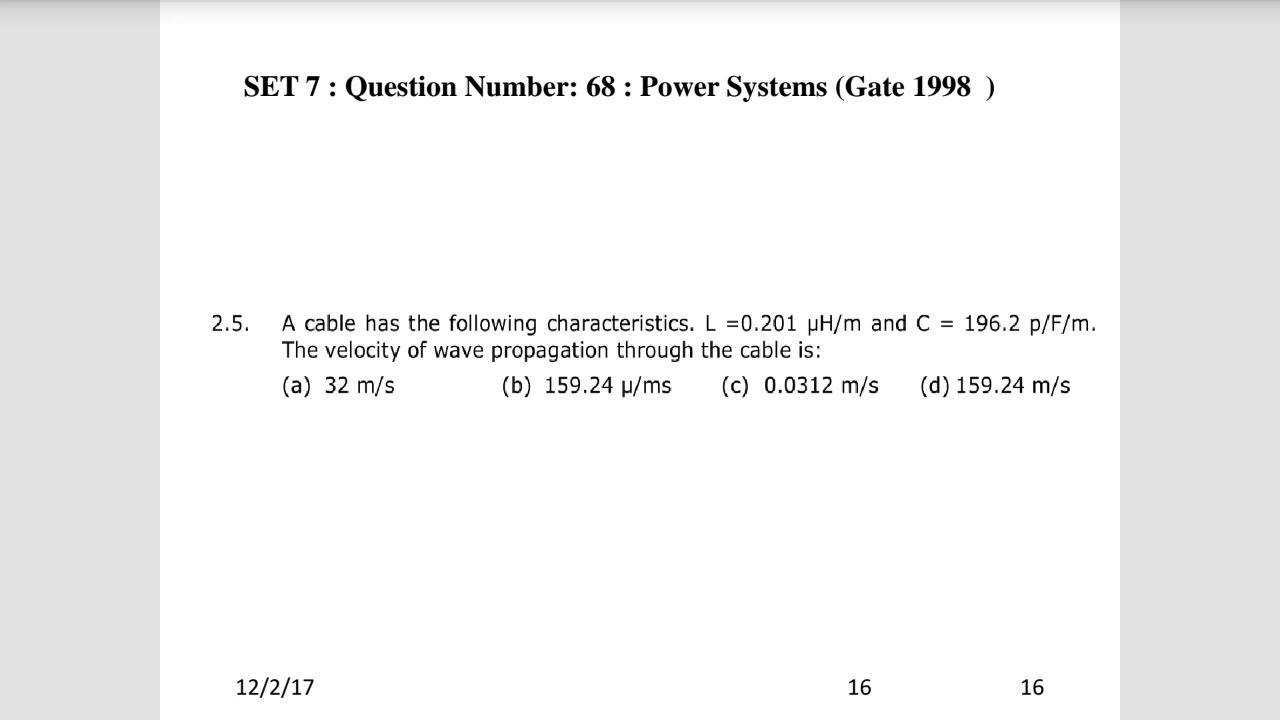 SET 7 : Question Number: 68 : Power Systems (Gate 1998  )
2.5. A cable has the following characteristics. L =0.201 µH/m and C = 196.2 p/F/m.
The velocity of wave propagation through the cable is:
(a) 32 m/s (b) 159.24 µ/ms (c) 0.0312 m/s (d) 159.24 m/s
12/2/17 16 16